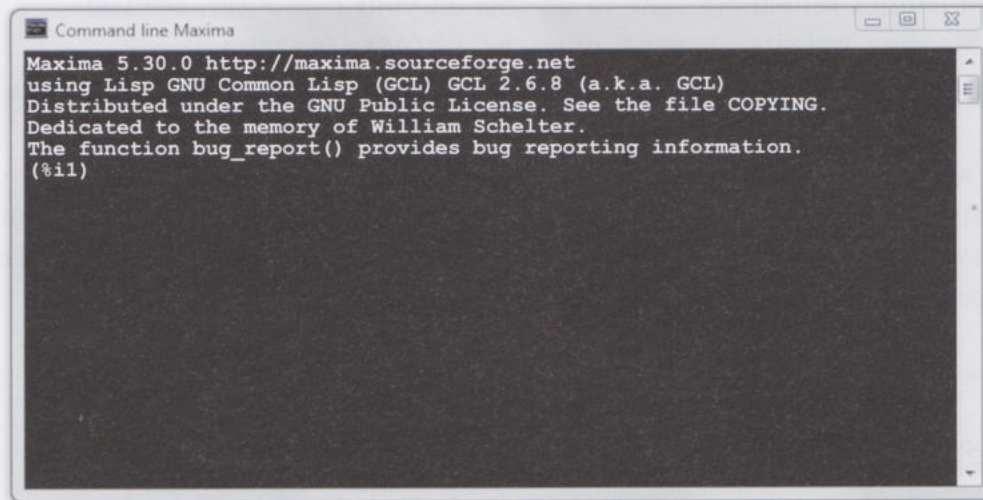 Command line Maxima
Maxima 5.30.0 http://maxima.sourceforge.net
using Lisp GNU Common Lisp (GCL) GCL 2.6.8 (a.k.a. GCL)
Distributed under the GNU Public License. See the file COPYING.
Dedicated to the memory of William Schelter.
The function bug_report() provides bug reporting information.
(%i1)